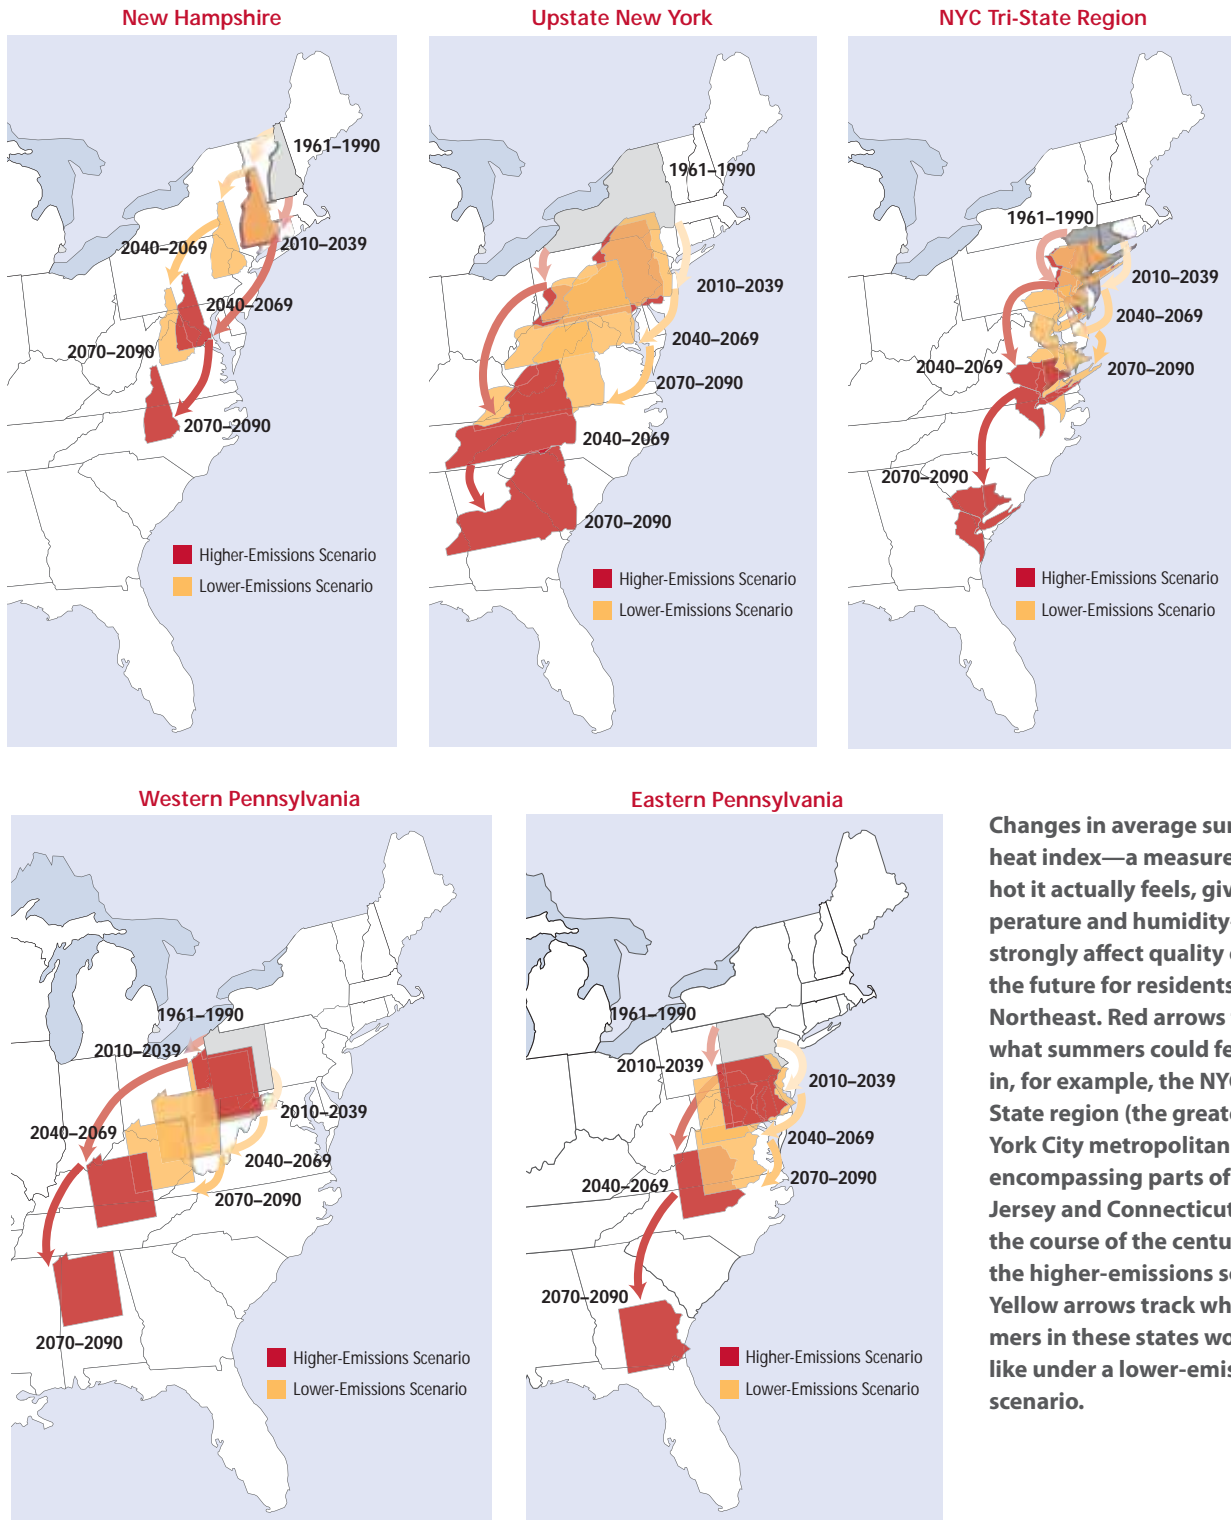 New Hampshire
1961–1990
2040–2069
2010–2039
2040–2069
2070–2090
2070–2090
Higher-Emissions Scenario
Lower-Emissions Scenario
Upstate New York
1961–1990
2010–2039
2040–2069
2070–2090
2040–2069
2070–2090
Higher-Emissions Scenario
Lower-Emissions Scenario
NYC Tri-State Region
1961–1990
2010–2039
2040–2069
2040–2069
2070–2090
2070–2090
Higher-Emissions Scenario
Lower-Emissions Scenario
Western Pennsylvania
1961–1990
2010–2039
2010–2039
2040–2069
2040–2069
2070–2090
2070–2090
Higher-Emissions Scenario
Lower-Emissions Scenario
Eastern Pennsylvania
1961–1990
2010–2039
2010–2039
2040–2069
2040–2069
2070–2090
2070–2090
Higher-Emissions Scenario
Lower-Emissions Scenario
Changes in average sur
heat index—a measure
hot it actually feels, giv
perature and humidity
strongly affect quality
the future for residents
Northeast. Red arrows
what summers could fe
in, for example, the NY
State region (the great
York City metropolitan
encompassing parts of
Jersey and Connecticut
the course of the centu
the higher-emissions s
Yellow arrows track wh
mers in these states wo
like under a lower-emis
scenario.